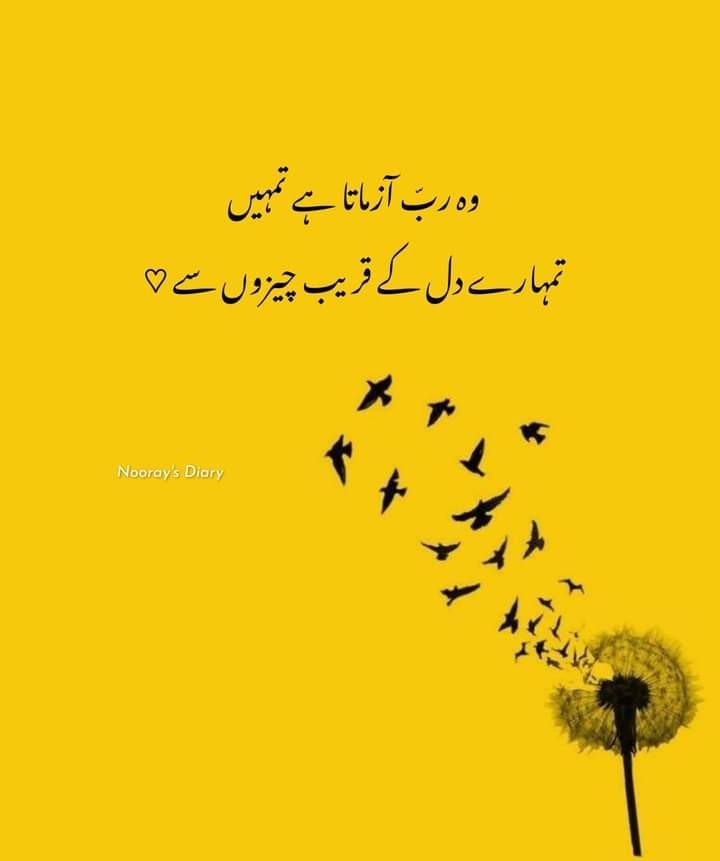 وہ ربّ آزماتا ہے تمہیں
تمہارے دل کے قریب چیزوں سے ♡
Nooray's Diary